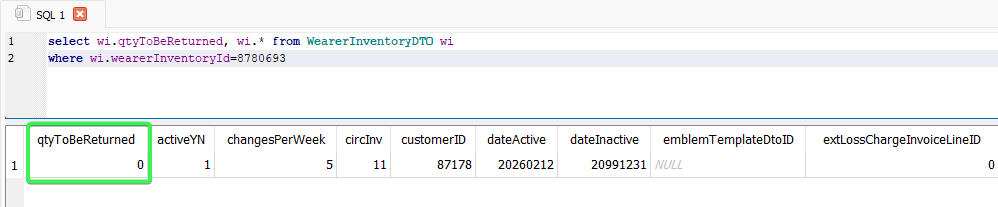 SQL 1
1 select wi.qtyToBeReturned, wi.* from WearerInventoryDTO wi
2 where wi.wearerInventoryId=8780693
qtyToBeReturned activeYN changesPerWeek circInv customerID dateActive dateInactive emblemTemplateDtoID extLossChargeInvoiceLineID
1 0 1 5 11 87178 20260212 20991231 NULL 0